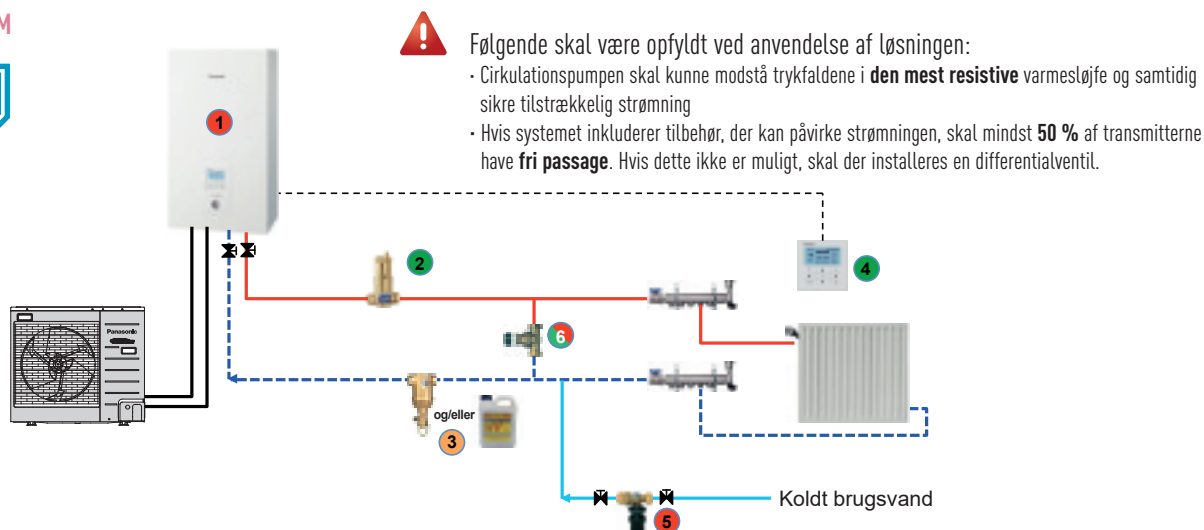 M
Følgende skal være opfyldt ved anvendelse af løsningen:
· Cirkulationspumpen skal kunne modstå trykfaldene i den mest resistive varmesløjfe og samtidig
sikre tilstrækkelig strømning
· Hvis systemet inkluderer tilbehør, der kan påvirke strømningen, skal mindst 50 % af transmitterne
have fri passage. Hvis dette ikke er muligt, skal der installeres en differentialventil.
1
2
4
Panasonic
6
og/eller
3
Koldt brugsvand
5